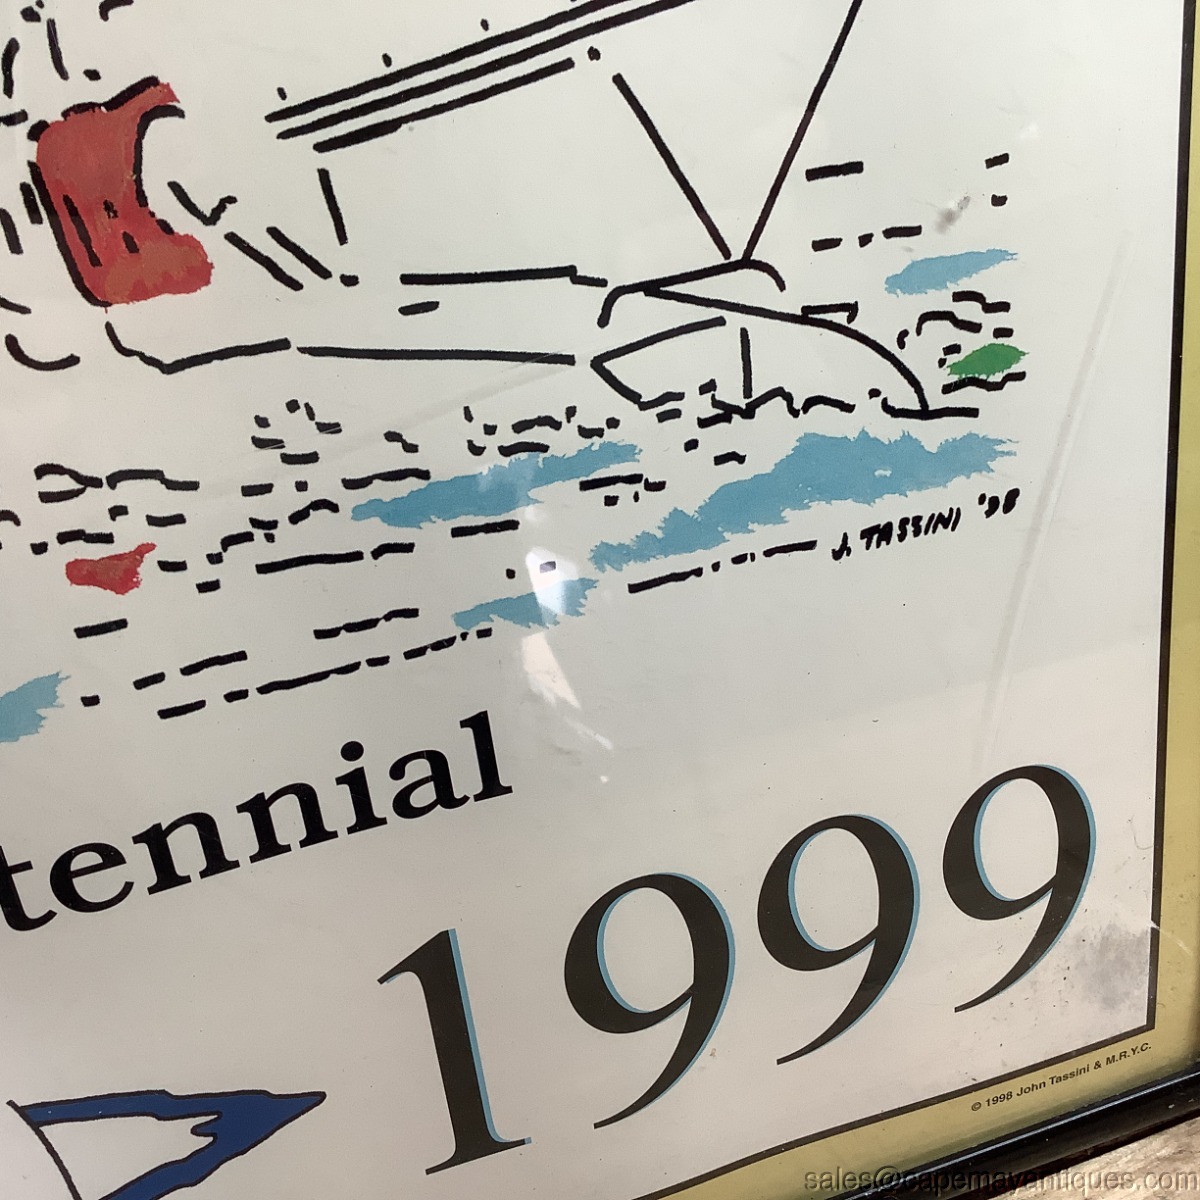 J. TASSINI '98
tennial
1999
© 1998 John Tassini & M.R.Y.C.
sales@capemayantiques.com